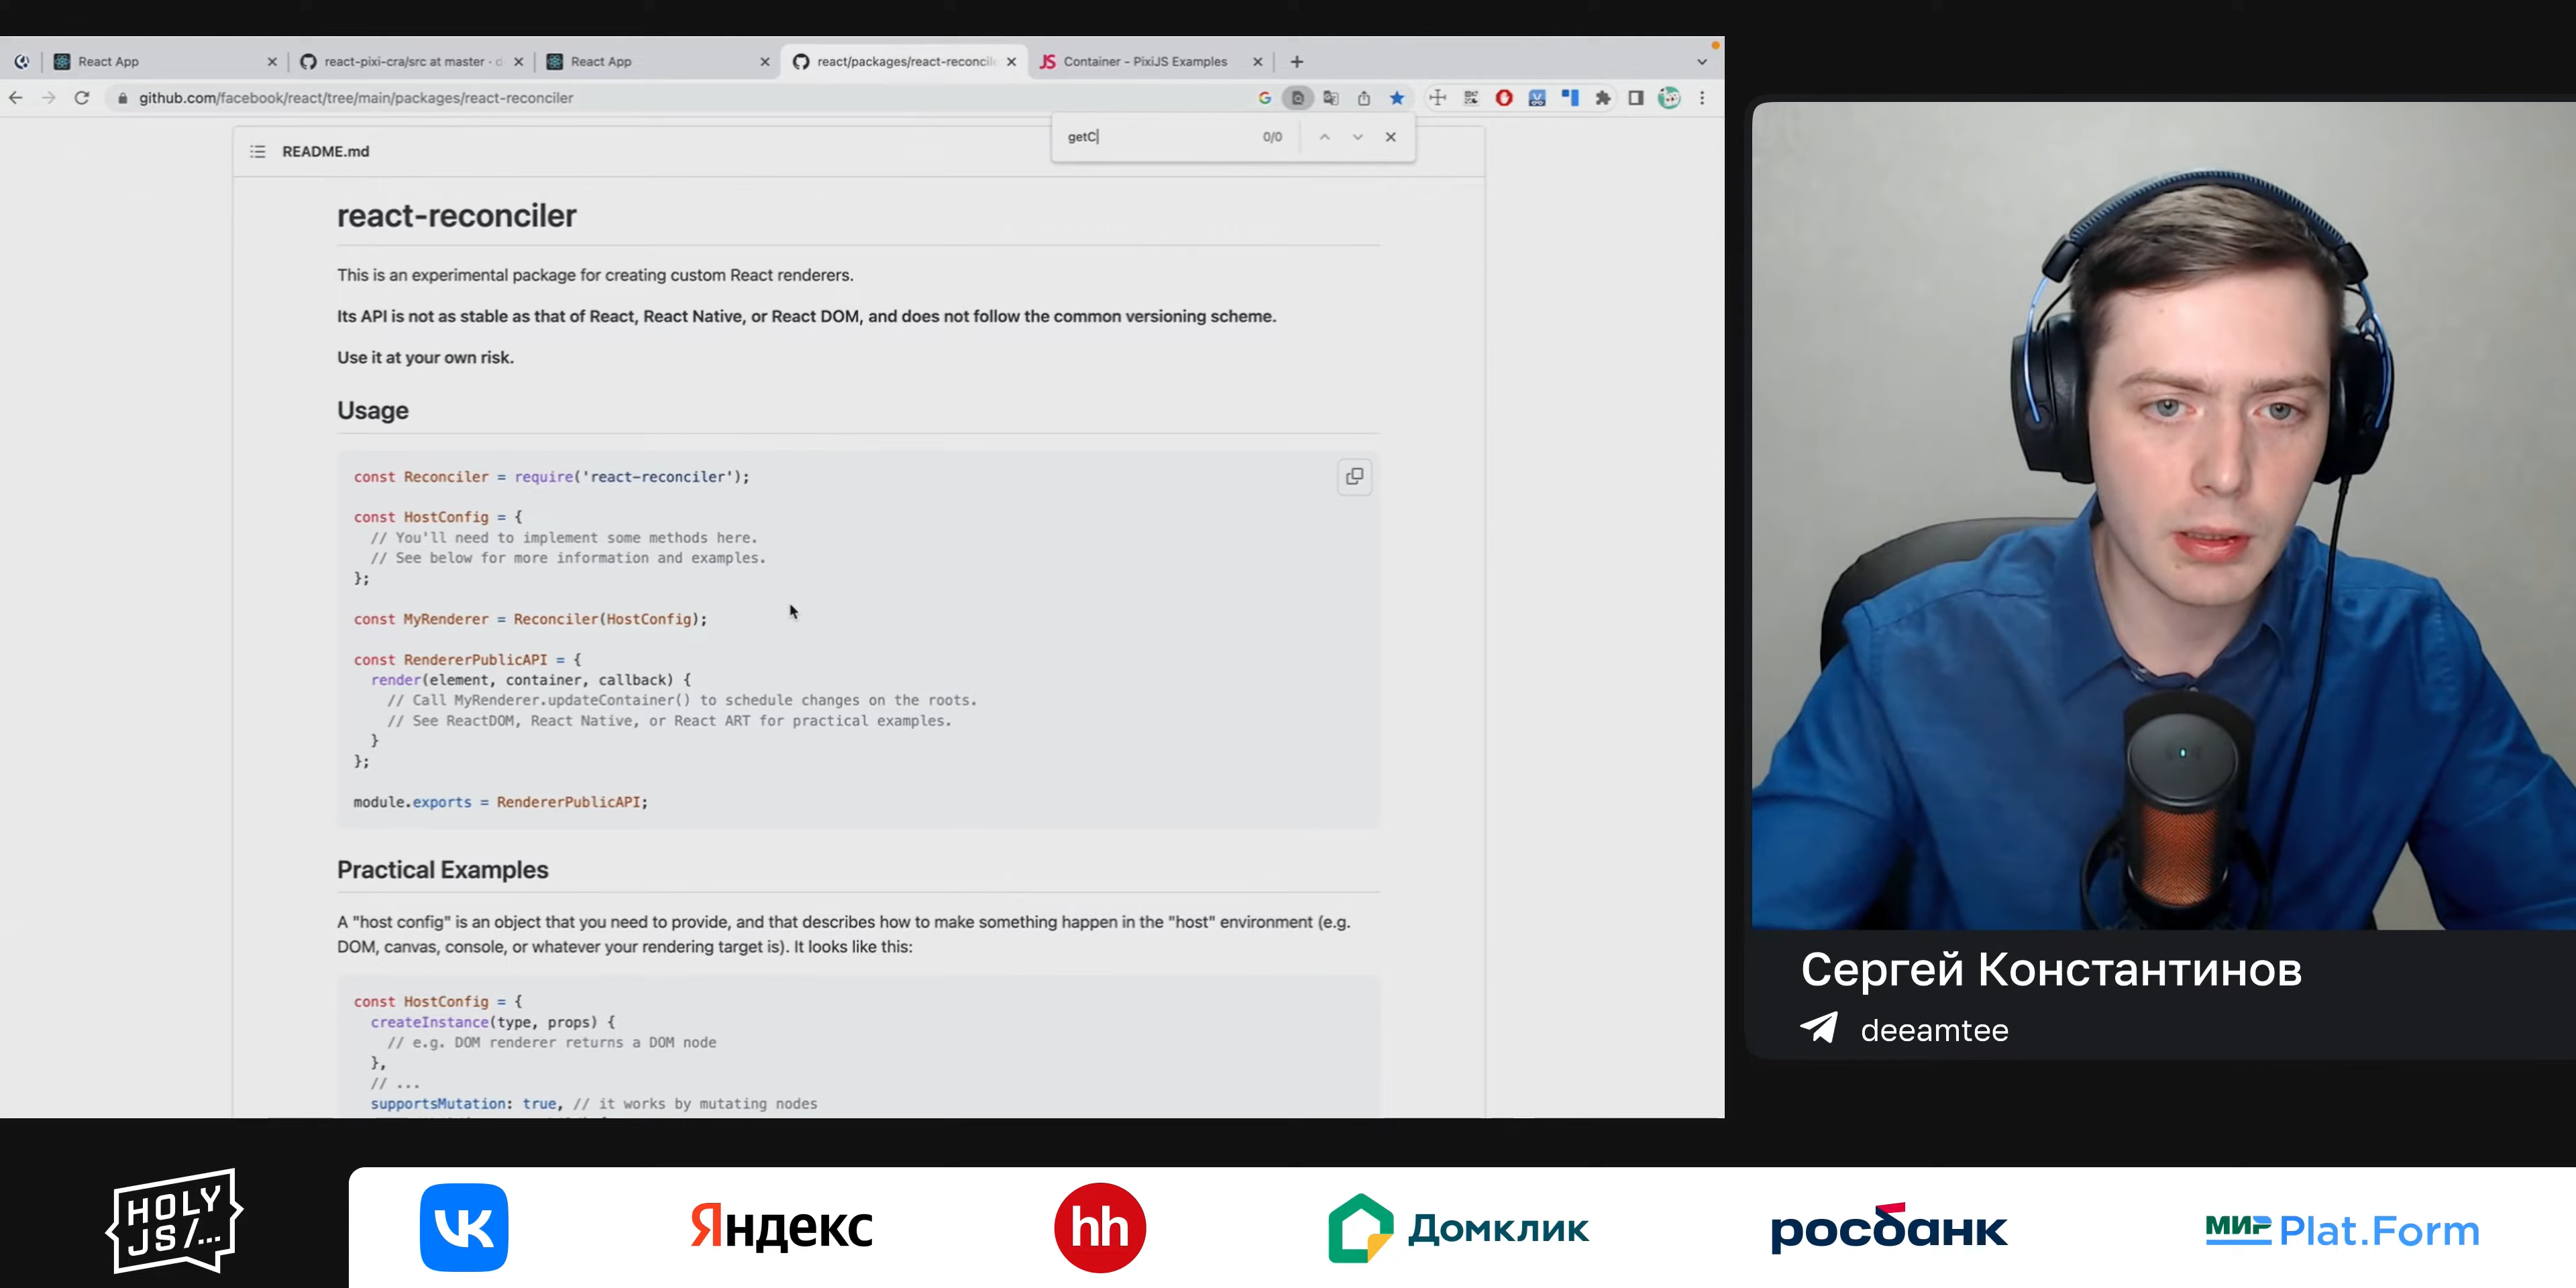 React App
react-pixi-cra/src at master · d
React App
react/packages/react-reconcile
JS Container - PixiJS Examples
github.com/facebook/react/tree/main/packages/react-reconciler
getC
0/0
README.md
react-reconciler
This is an experimental package for creating custom React renderers.
Its API is not as stable as that of React, React Native, or React DOM, and does not follow the common versioning scheme.
Use it at your own risk.
Usage
const Reconciler = require('react-reconciler');
const HostConfig = {
// You'll need to implement some methods here.
// See below for more information and examples.
};
const MyRenderer = Reconciler(HostConfig);
const RendererPublicAPI = {
render(element, container, callback) {
// Call MyRenderer.updateContainer() to schedule changes on the roots.
// See ReactDOM, React Native, or React ART for practical examples.
}
};
module.exports = RendererPublicAPI;
Practical Examples
A "host config" is an object that you need to provide, and that describes how to make something happen in the "host" environment (e.g.
DOM, canvas, console, or whatever your rendering target is). It looks like this:
const HostConfig = {
createInstance(type, props) {
// e.g. DOM renderer returns a DOM node
},
// ...
supportsMutation: true, // it works by mutating nodes
Сергей Константинов
deeamtee
HOLY
JS/...
VK
Яндекс
hh
Домклик
росбанк
МИР Plat.Form